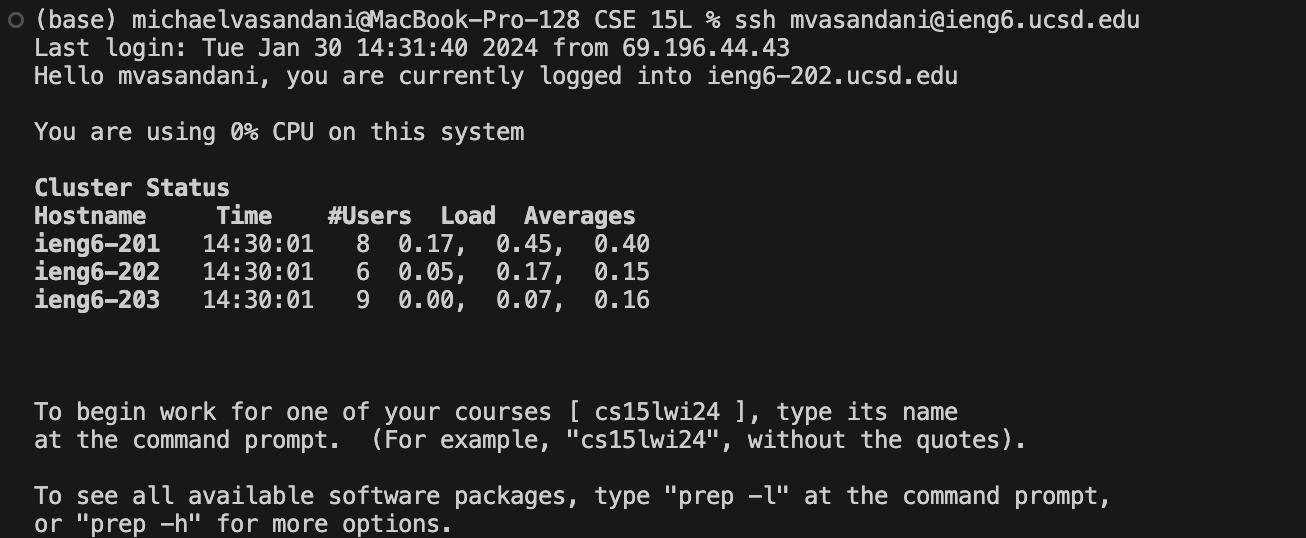 (base) michaelvasandani@MacBook-Pro-128 CSE 15L % ssh mvasandani@ieng6.ucsd.edu
Last login: Tue Jan 30 14:31:40 2024 from 69.196.44.43
Hello mvasandani, you are currently logged into ieng6-202.ucsd.edu
You are using 0% CPU on this system
Cluster Status
Hostname     Time    #Users  Load  Averages
ieng6-201   14:30:01   8  0.17,  0.45,  0.40
ieng6-202   14:30:01   6  0.05,  0.17,  0.15
ieng6-203   14:30:01   9  0.00,  0.07,  0.16
To begin work for one of your courses [ cs15lwi24 ], type its name
at the command prompt.  (For example, "cs15lwi24", without the quotes).
To see all available software packages, type "prep -l" at the command prompt,
or "prep -h" for more options.